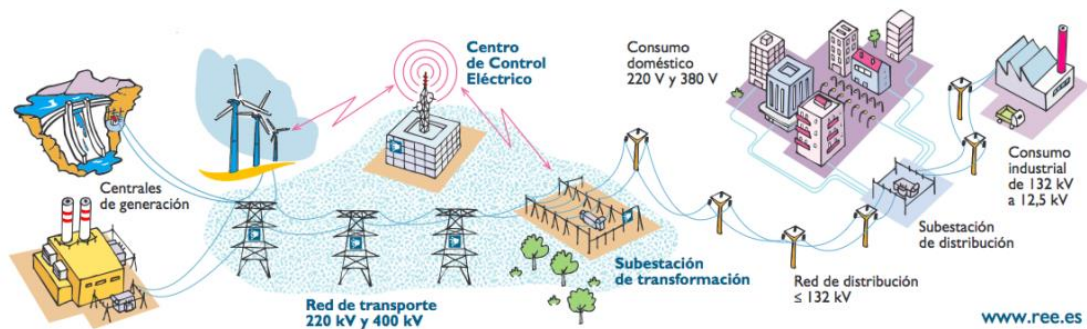 Centro
de Control
Eléctrico
Consumo
doméstico
220 V y 380 V
Centrales
de generación
Consumo
industrial
de 132 kV
a 12,5 kV
Subestación
de distribución
Subestación
de transformación
Red de transporte
220 kV y 400 kV
Red de distribución
≤ 132 kV
www.ree.es